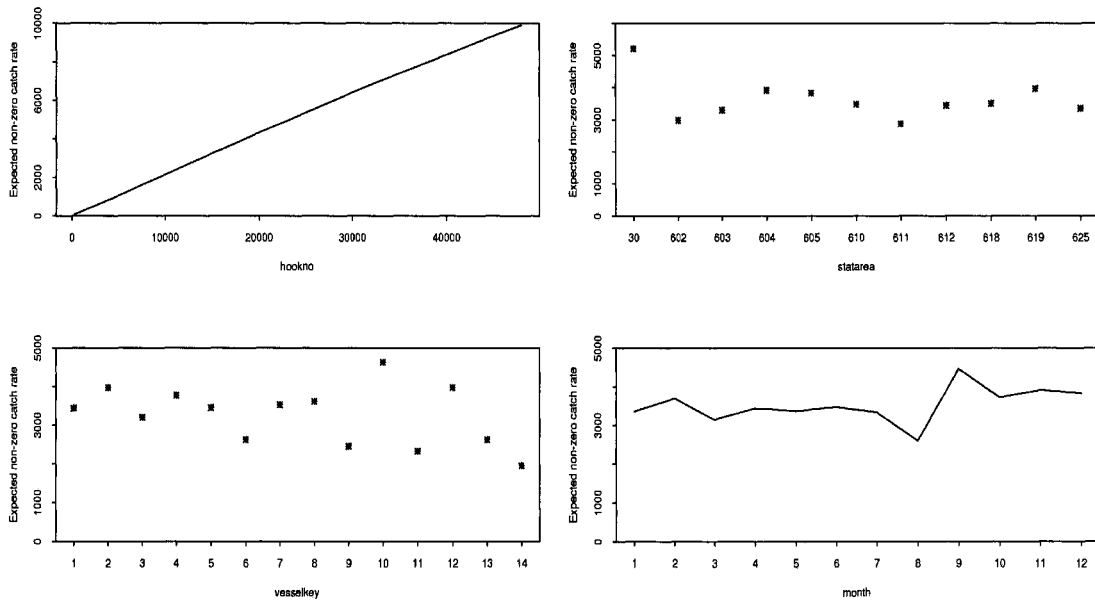 Expected non-zero catch rate
0 2000 6000 10000
0 10000 20000 30000 40000
hookno
Expected non-zero catch rate
0 1000 3000 5000
30 602 603 604 605 610 611 612 618 619 625
statarea
Expected non-zero catch rate
0 1000 3000 5000
1 2 3 4 5 6 7 8 9 10 11 12 13 14
vesselkey
Expected non-zero catch rate
0 1000 3000 5000
1 2 3 4 5 6 7 8 9 10 11 12
month